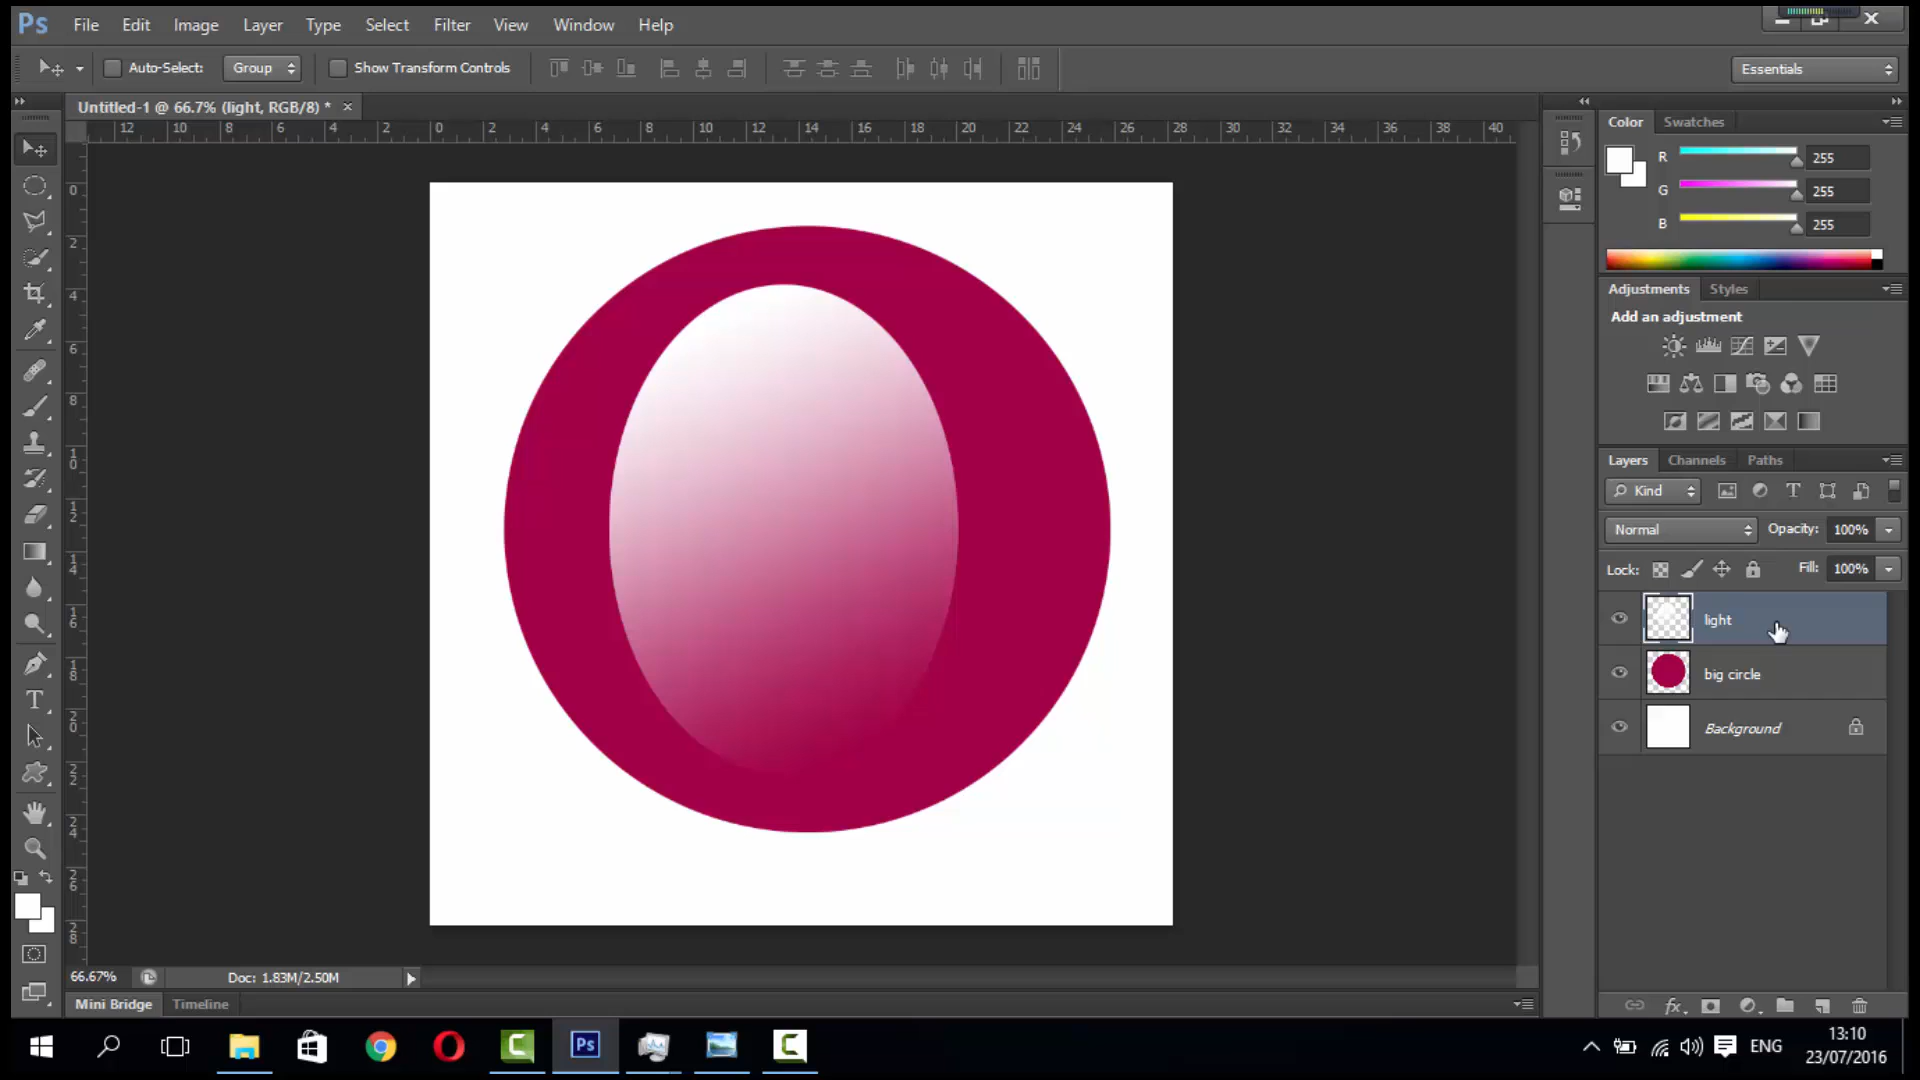 Ps File Edit Image Layer Type Select Filter View Window Help
Auto-Select: Group Show Transform Controls Essentials
Untitled-1 @ 66.7% (light, RGB/8) * ×
12 10 8 6 4 2 0 2 4 6 8 10 12 14 16 18 20 22 24 26 28 30 32 34 36 38 40
0
2
4
6
8
10
12
14
16
18
20
22
24
26
28
Color Swatches
R 255
G 255
B 255
Adjustments Styles
Add an adjustment
Layers Channels Paths
Kind
Normal Opacity: 100%
Lock: Fill: 100%
light
big circle
Background
fx
66.67% Doc: 1.83M/2.50M
Mini Bridge Timeline
Ps
ENG
13:10
23/07/2016